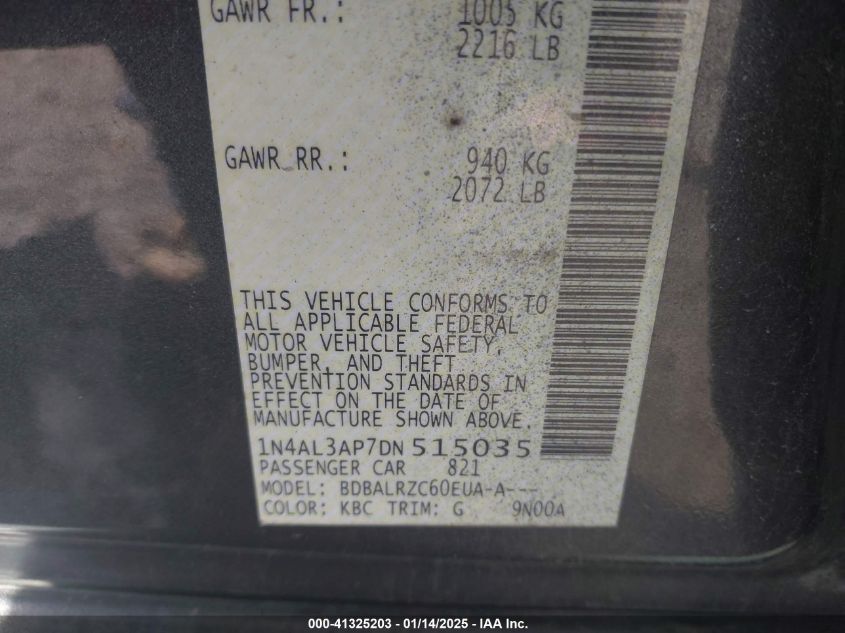 GAWR FR.: 1005 KG
2216 LB
GAWR RR.: 940 KG
2072 LB
THIS VEHICLE CONFORMS TO
ALL APPLICABLE FEDERAL
MOTOR VEHICLE SAFETY,
BUMPER, AND THEFT
PREVENTION STANDARDS IN
EFFECT ON THE DATE OF
MANUFACTURE SHOWN ABOVE.
1N4AL3AP7DN 515035
PASSENGER CAR 821
MODEL: BDBALRZC60EUA-A---
COLOR: KBC TRIM: G 9N00A
000-41325203 - 01/14/2025 - IAA Inc.